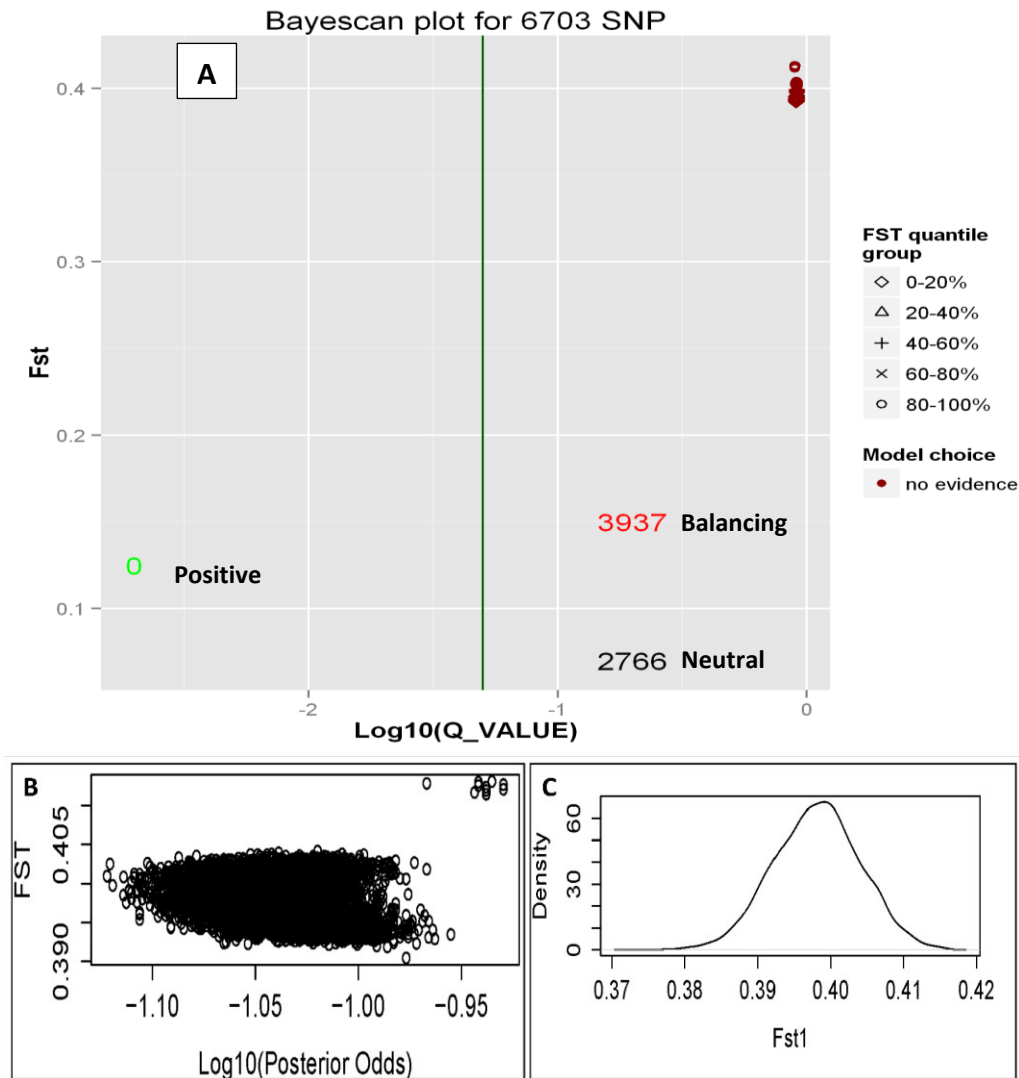 Bayescan plot for 6703 SNP
A
0.4
0.3
0.2
0.1
Fst
3937 Balancing
0 Positive
2766 Neutral
-2 -1 0
Log10(Q_VALUE)
FST quantile
group
0-20%
20-40%
40-60%
60-80%
80-100%
Model choice
no evidence
B
FST
0.405
0.390
−1.10 −1.05 −1.00 −0.95
Log10(Posterior Odds)
C
Density
60
30
0
0.37 0.38 0.39 0.40 0.41 0.42
Fst1